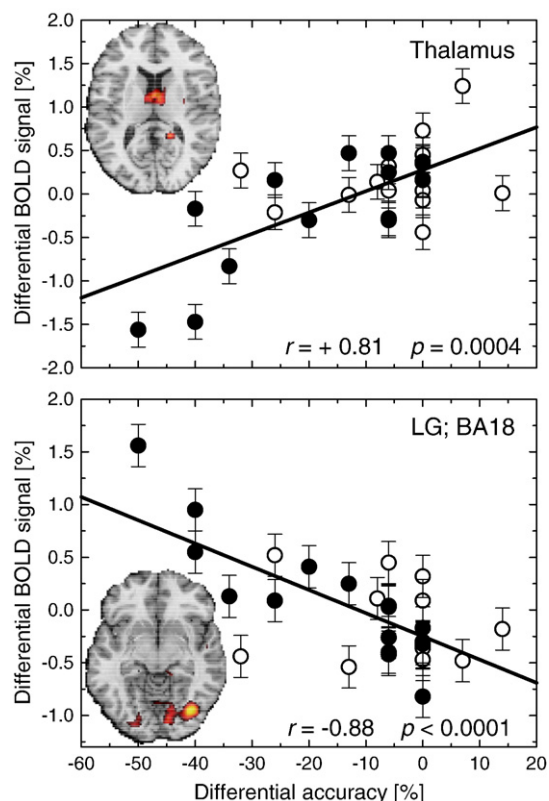 Thalamus
Differential BOLD signal [%]
2.0
1.5
1.0
0.5
0.0
-0.5
-1.0
-1.5
-2.0
r = + 0.81 p = 0.0004
LG; BA18
Differential BOLD signal [%]
2.0
1.5
1.0
0.5
0.0
-0.5
-1.0
r = -0.88 p < 0.0001
-60 -50 -40 -30 -20 -10 0 10 20
Differential accuracy [%]